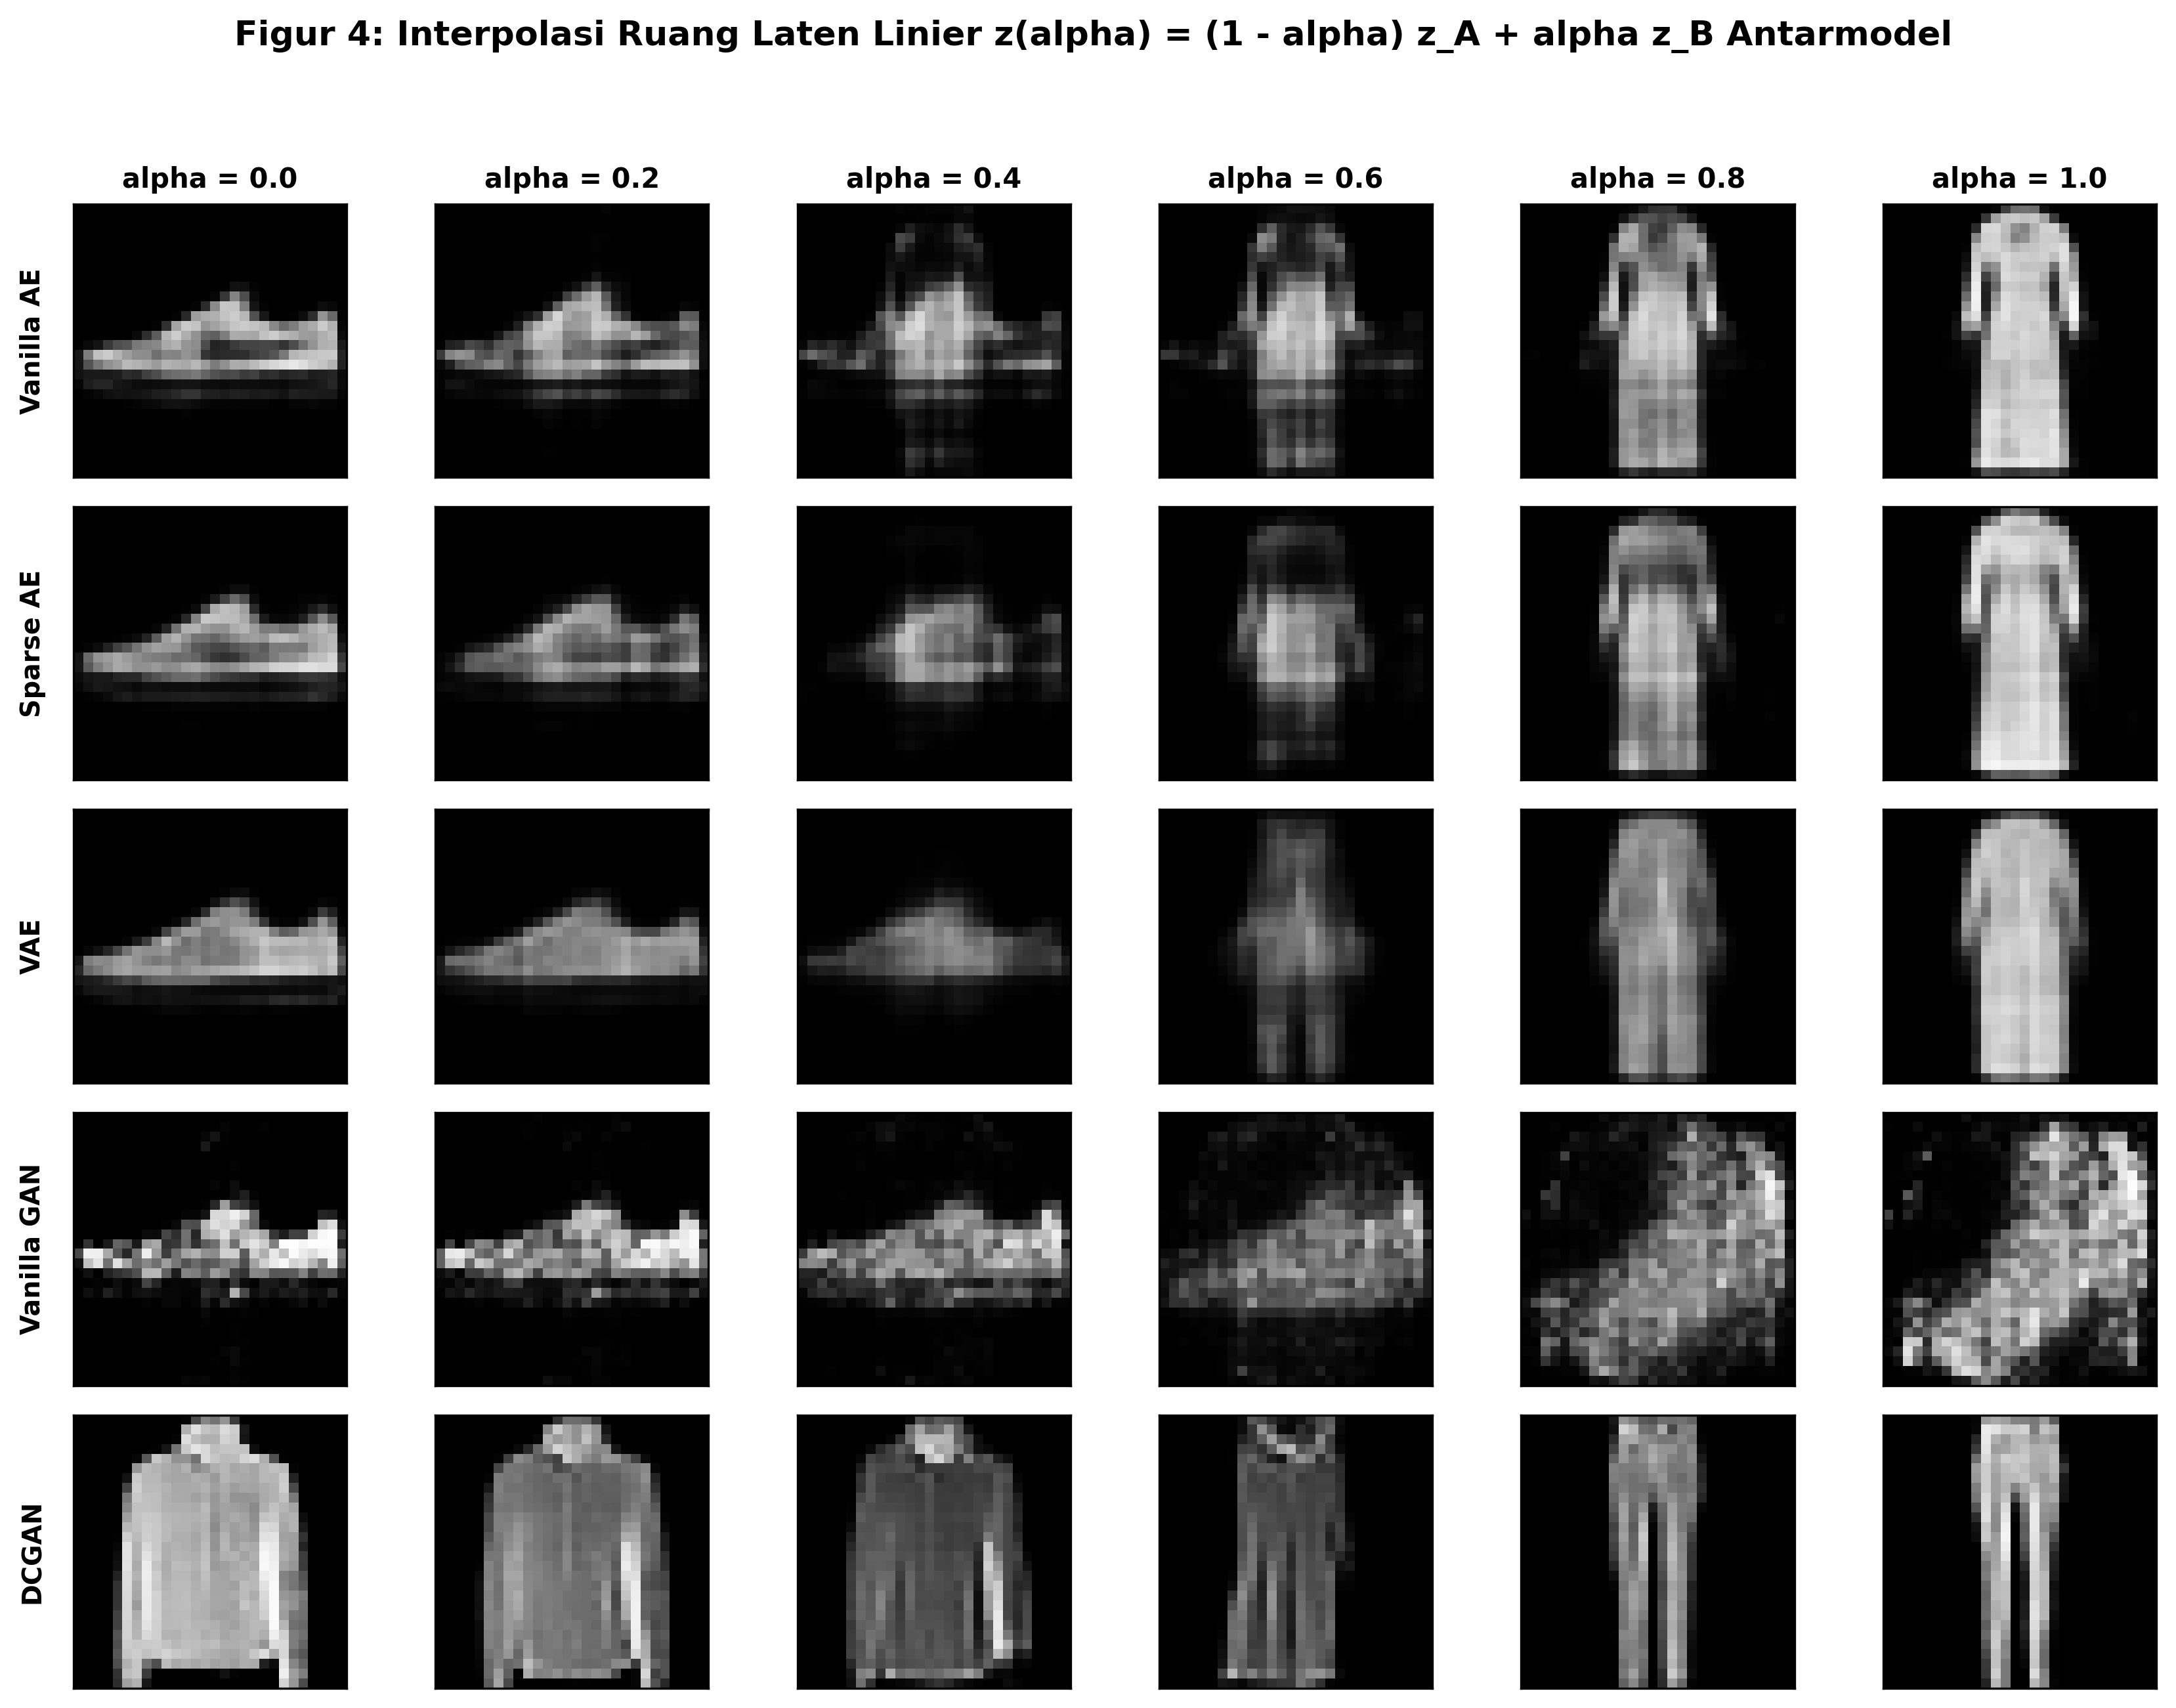 Figur 4: Interpolasi Ruang Laten Linier z(alpha) = (1 - alpha) z_A + alpha z_B Antarmodel
alpha = 0.0
alpha = 0.2
alpha = 0.4
alpha = 0.6
alpha = 0.8
alpha = 1.0
Vanilla AE
Sparse AE
VAE
Vanilla GAN
DCGAN